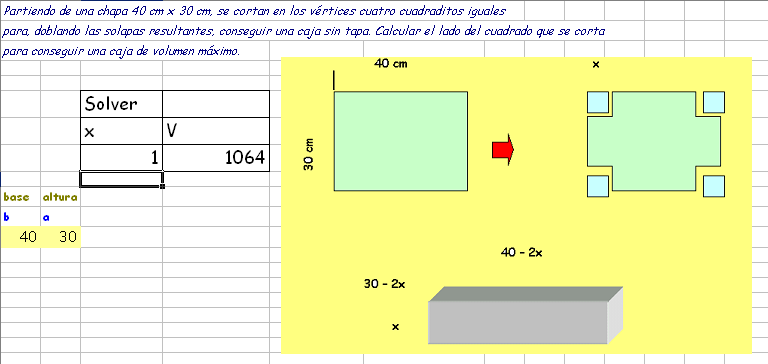 Partiendo de una chapa 40 cm x 30 cm, se cortan en los vértices cuatro cuadraditos iguales
para, doblando las solapas resultantes, conseguir una caja sin tapa. Calcular el lado del cuadrado que se corta
para conseguir una caja de volumen máximo.
40 cm x
Solver
x V
1 1064
30 cm
base altura
b a
40 30
40 - 2x
30 - 2x
x